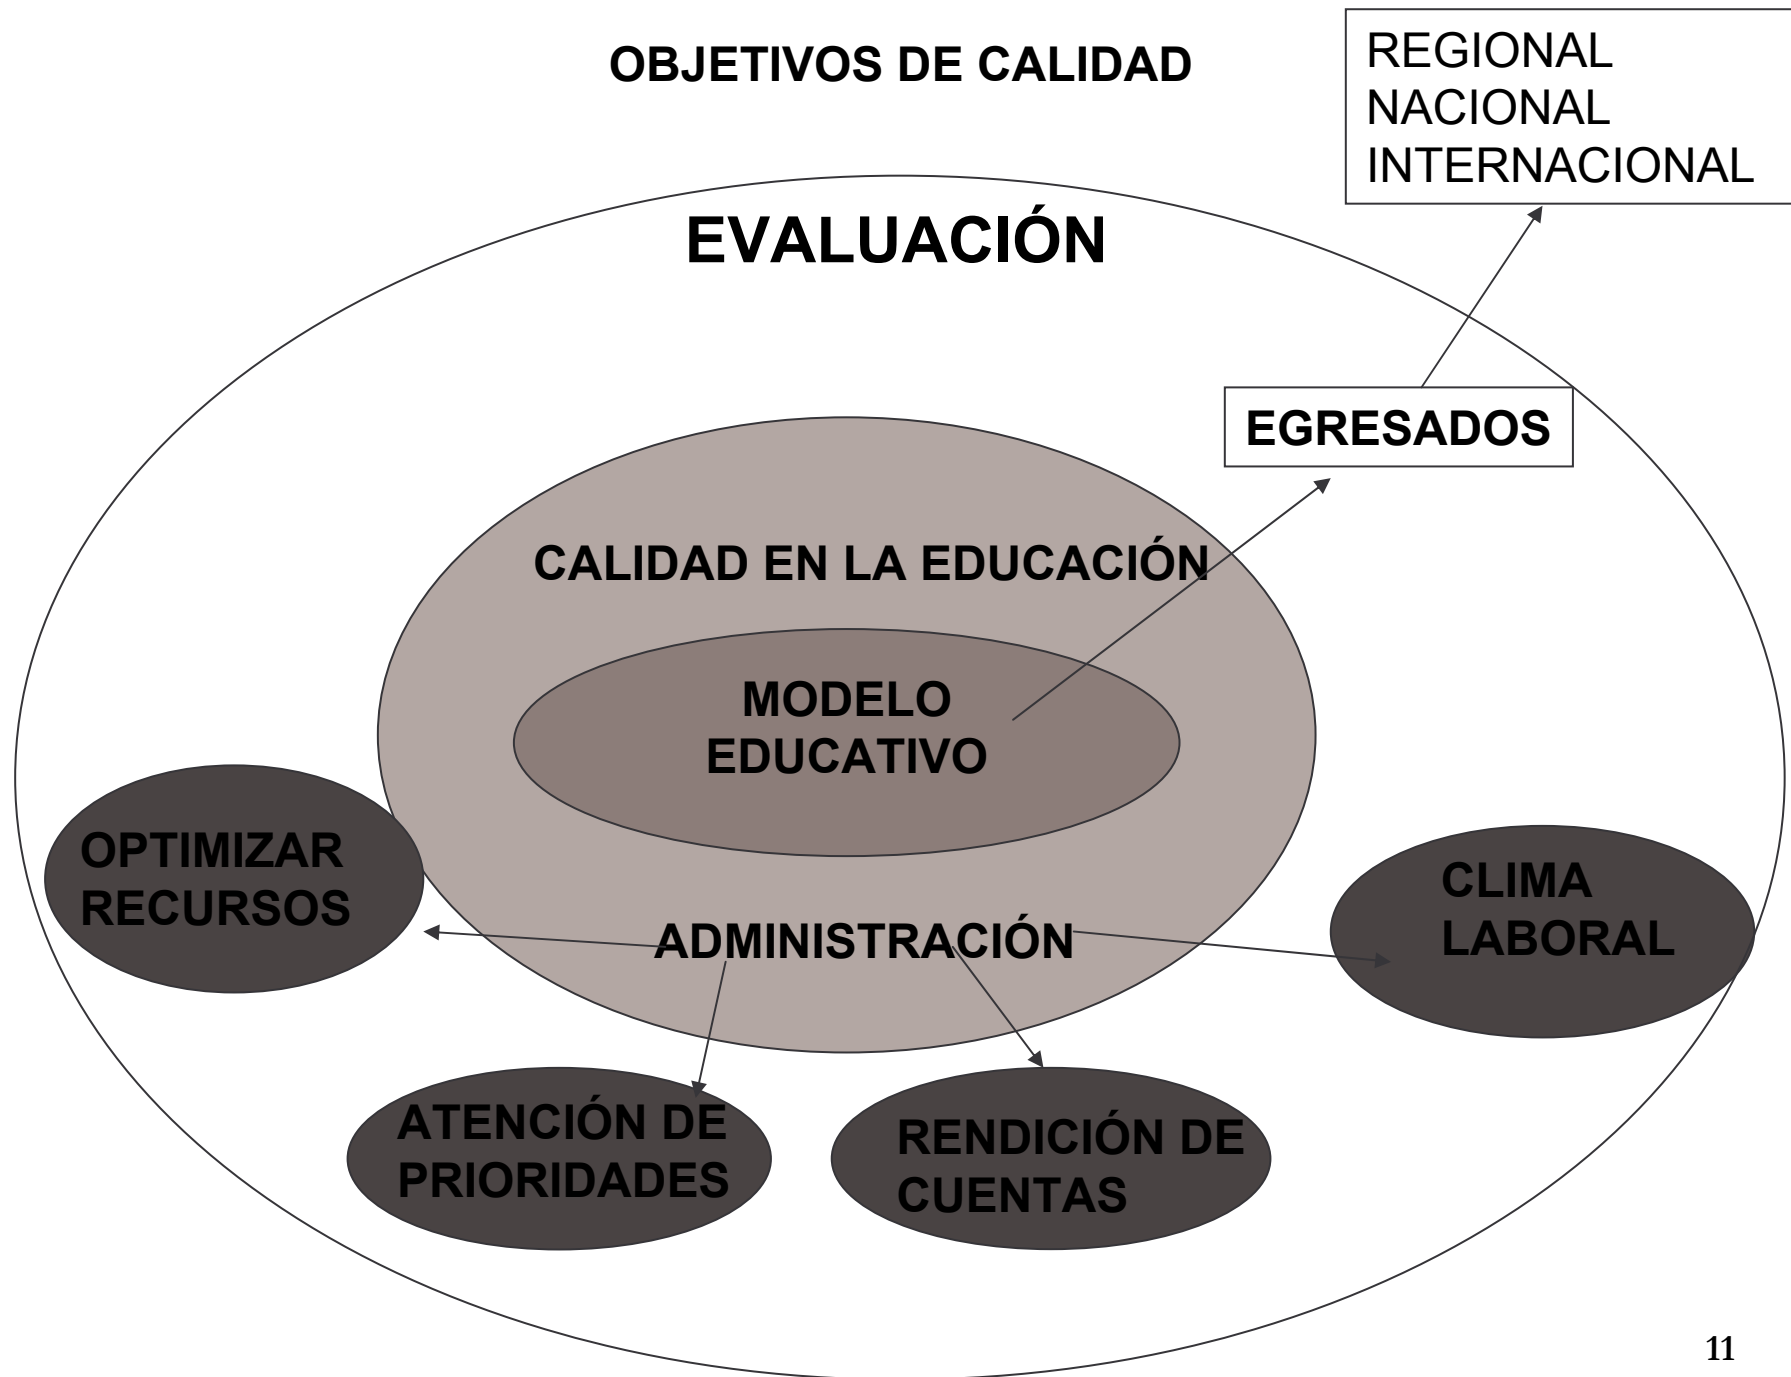 OBJETIVOS DE CALIDAD
REGIONAL
NACIONAL
INTERNACIONAL
EVALUACIÓN
EGRESADOS
CALIDAD EN LA EDUCACIÓN
MODELO
EDUCATIVO
OPTIMIZAR
RECURSOS
CLIMA
LABORAL
ADMINISTRACIÓN
ATENCIÓN DE
PRIORIDADES
RENDICIÓN DE
CUENTAS
11